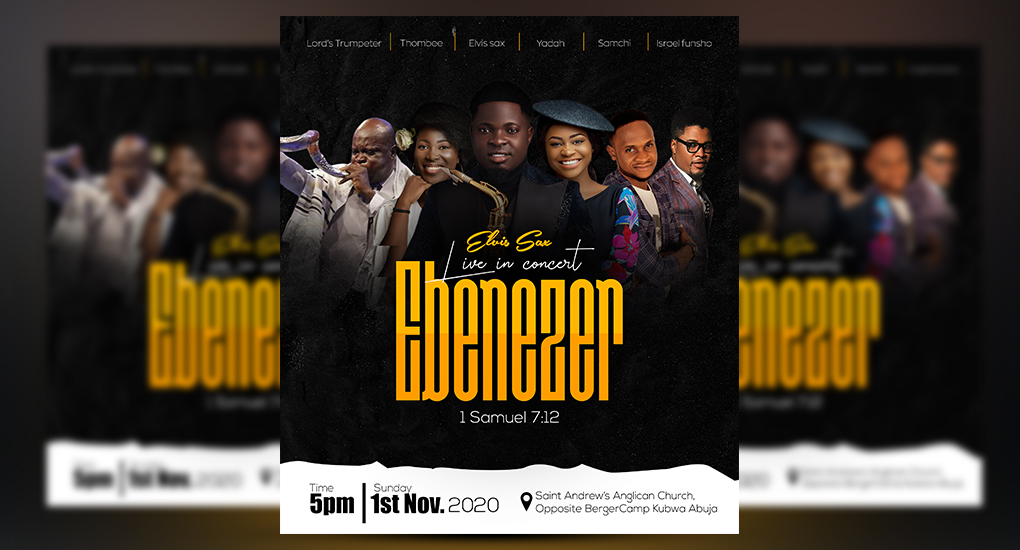 Lord's Trumpeter | Thombee | Elvis sax | Yadah | Samchi | Israel funsho
Elvis Sax
Live in concert
Ebenezer
1 Samuel 7:12
Time
5pm
Sunday
1st Nov. 2020
Saint Andrew's Anglican Church,
Opposite BergerCamp Kubwa Abuja